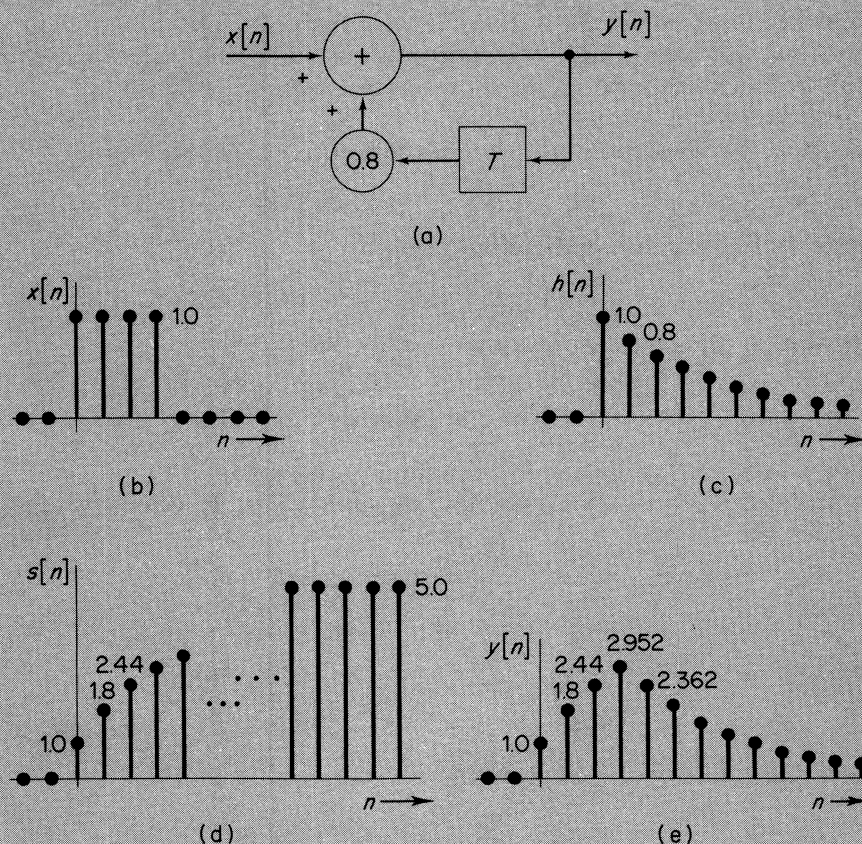 x[n]
y[n]
+
+
+
0.8
T
(a)
x[n]
1.0
n
(b)
h[n]
1.0
0.8
n
(c)
s[n]
1.0
1.8
2.44
5.0
n
(d)
y[n]
1.0
1.8
2.44
2.952
2.362
n
(e)